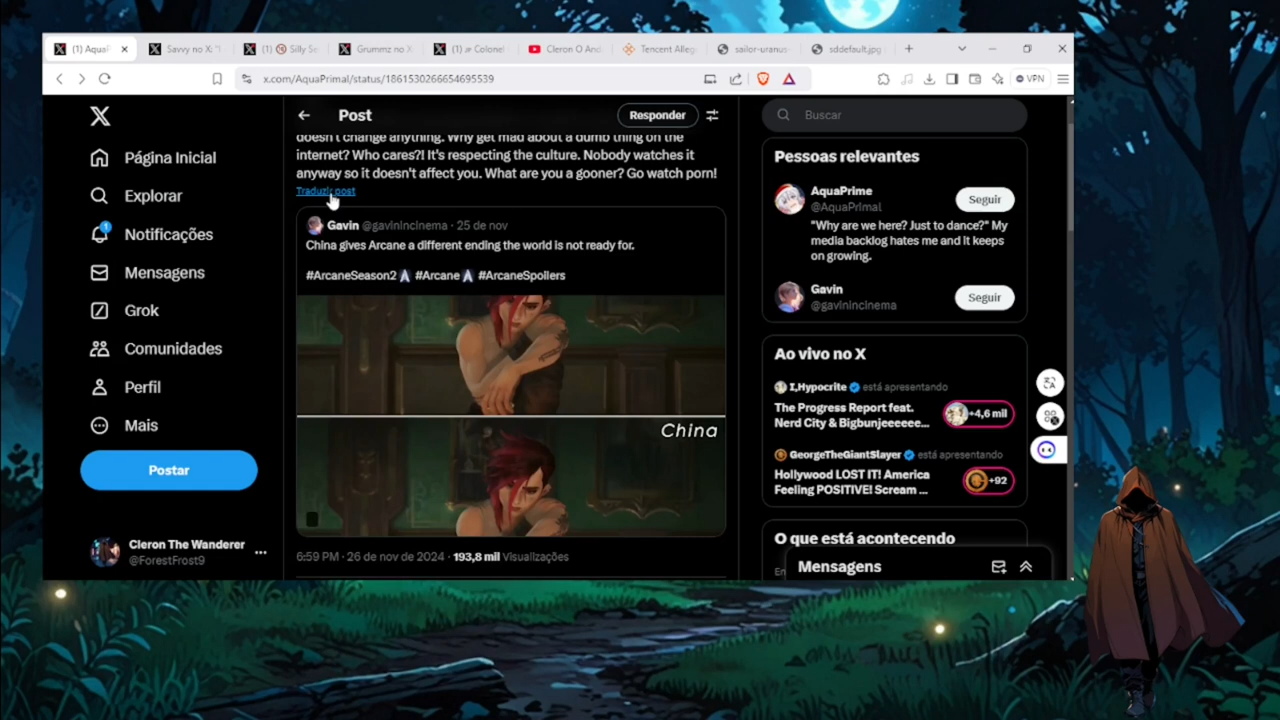 (1) AquaP
Savvy no X: "I
(1) 🔞 Silly Se
Grummz no X
(1) Jr Colonel
Cleron O And
Tencent Alleg
sailor-uranus-
sddefault.jpg
x.com/AquaPrimal/status/1861530266654695539
VPN
Página Inicial
Explorar
1
Notificações
Mensagens
Grok
Comunidades
Perfil
Mais
Postar
Cleron The Wanderer
@ForestFrost9
Post
Responder
doesn't change anything. Why get mad about a dumb thing on the
internet? Who cares?! It's respecting the culture. Nobody watches it
anyway so it doesn't affect you. What are you a gooner? Go watch porn!
Traduzir post
Gavin @gavinincinema · 25 de nov
China gives Arcane a different ending the world is not ready for.
#ArcaneSeason2 #Arcane #ArcaneSpoilers
China
6:59 PM · 26 de nov de 2024 · 193,8 mil Visualizações
Buscar
Pessoas relevantes
AquaPrime
@AquaPrimal
Seguir
"Why are we here? Just to dance?" My
media backlog hates me and it keeps
on growing.
Gavin
@gavinincinema
Seguir
Ao vivo no X
I,Hypocrite está apresentando
The Progress Report feat.
Nerd City & Bigbunjeeeeee...
+4,6 mil
GeorgeTheGiantSlayer está apresentando
Hollywood LOST IT! America
Feeling POSITIVE! Scream ...
+92
O que está acontecendo
Mensagens